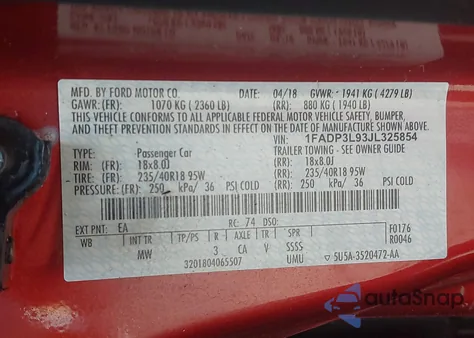 MFD. BY FORD MOTOR CO. 04/18 GVWR: 1941 KG (4279 LB)
GAWR: (FR): 1070 KG (2360 LB) (RR): 880 KG (1940 LB)
THIS VEHICLE CONFORMS TO ALL APPLICABLE FEDERAL MOTOR VEHICLE SAFETY, BUMPER,
AND THEFT PREVENTION STANDARDS IN EFFECT ON THE DATE OF MANUFACTURE SHOWN ABOVE.
VIN: 1FADP3L93JL325854
TYPE: Passenger Car TRAILER TOWING - SEE OWNER GUIDE
RIM: (FR): 18x8.0J (RR): 18x8.0J
TIRE: (FR): 235/40R18 95W (RR): 235/40R18 95W
PRESSURE: (FR): 250 kPa/ 36 PSI COLD (RR): 250 kPa/ 36 PSI COLD
EXT PNT: EA RC: 74 DSO: F0176
WB INT TR TP/PS R AXLE TR SPR R0046
MW 3 CA V SSSS
3201804065507 UMU ▽ 5U5A-3520472-AA
autoSnap